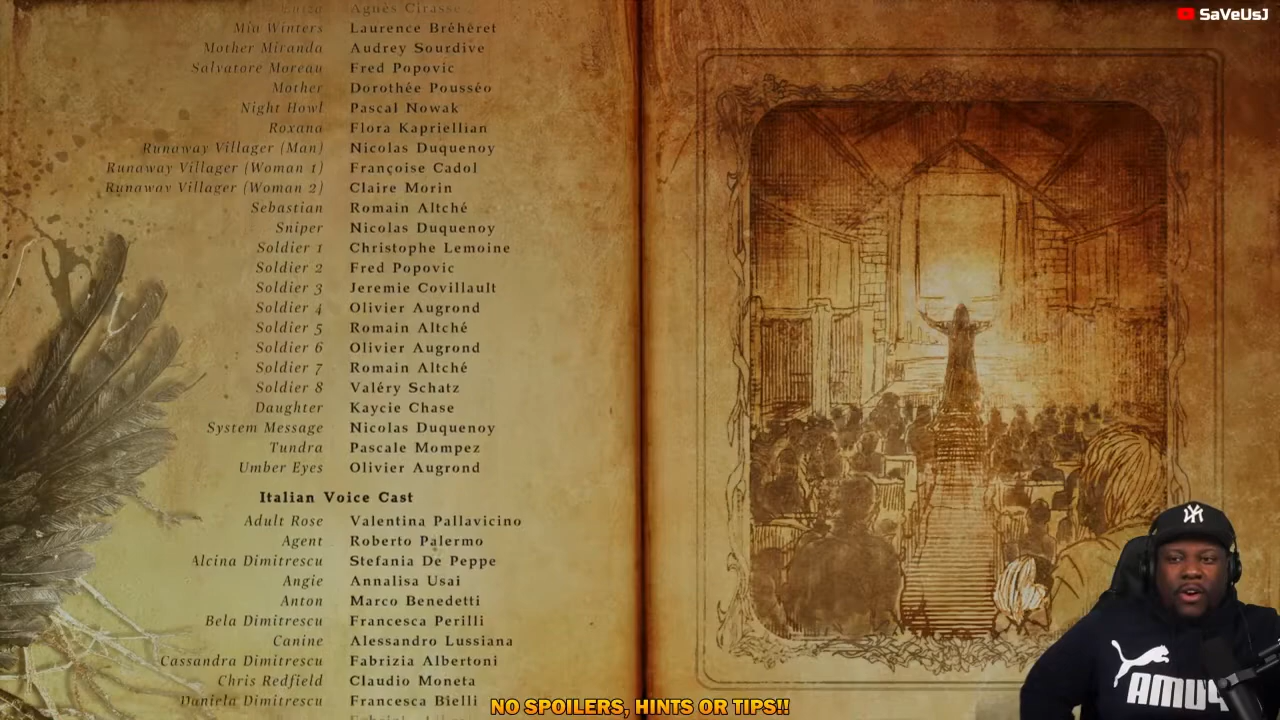 Agnès Cirasse
Mia Winters Laurence Bréhéret
Mother Miranda Audrey Sourdive
Salvatore Moreau Fred Popovic
Mother Dorothée Pousséo
Night Howl Pascal Nowak
Roxana Flora Kapriellian
Runaway Villager (Man) Nicolas Duquenoy
Runaway Villager (Woman 1) Françoise Cadol
Runaway Villager (Woman 2) Claire Morin
Sebastian Romain Altché
Sniper Nicolas Duquenoy
Soldier 1 Christophe Lemoine
Soldier 2 Fred Popovic
Soldier 3 Jeremie Covillault
Soldier 4 Olivier Augrond
Soldier 5 Romain Altché
Soldier 6 Olivier Augrond
Soldier 7 Romain Altché
Soldier 8 Valéry Schatz
Daughter Kaycie Chase
System Message Nicolas Duquenoy
Tundra Pascale Mompez
Umber Eyes Olivier Augrond
Italian Voice Cast
Adult Rose Valentina Pallavicino
Agent Roberto Palermo
Alcina Dimitrescu Stefania De Peppe
Angie Annalisa Usai
Anton Marco Benedetti
Bela Dimitrescu Francesca Perilli
Canine Alessandro Lussiana
Cassandra Dimitrescu Fabrizia Albertoni
Chris Redfield Claudio Moneta
Daniela Dimitrescu Francesca Bielli
SaVeUsJ
NY
NO SPOILERS, HINTS OR TIPS!!